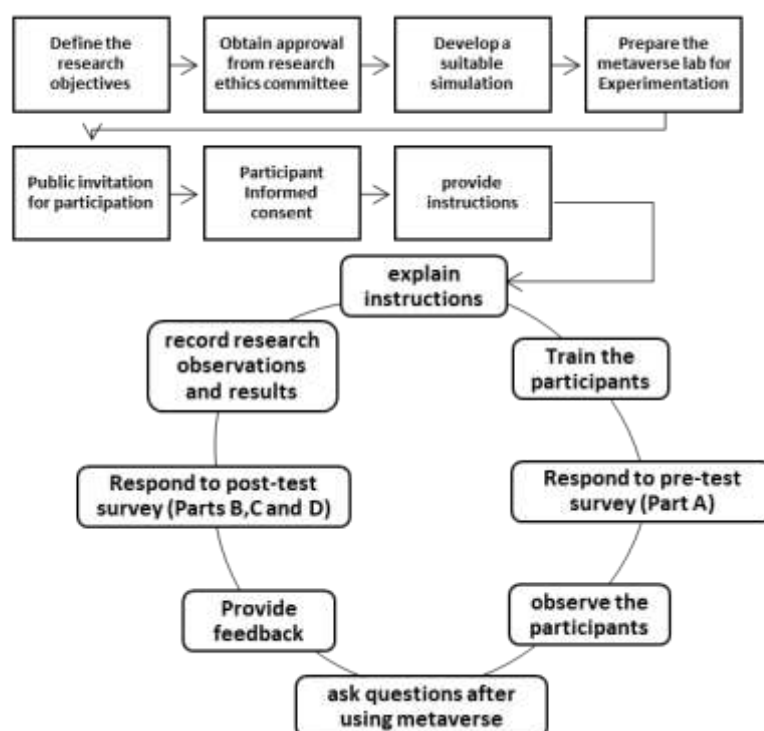 Define the
research
objectives
Obtain approval
from research
ethics committee
Develop a
suitable
simulation
Prepare the
metaverse lab for
Experimentation
Public invitation
for participation
Participant
Informed
consent
provide
instructions
explain
instructions
Train the
participants
Respond to pre-test
survey (Part A)
observe the
participants
ask questions after
using metaverse
Provide
feedback
Respond to post-test
survey (Parts B,C and D)
record research
observations
and results